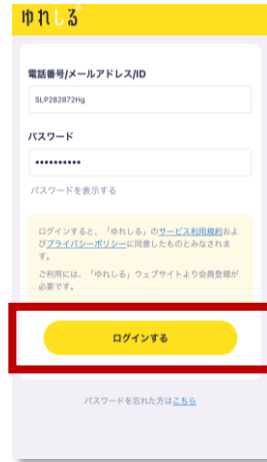 ゆれしる
電話番号/メールアドレス/ID
5LP282872Hg
パスワード
••••••••••
パスワードを表示する
ログインすると、「ゆれしる」のサービス利用規約およ
びプライバシーポリシーに同意したものとみなされま
す。
ご利用には、「ゆれしる」ウェブサイトより会員登録が
必要です。
ログインする
パスワードを忘れた方はこちら